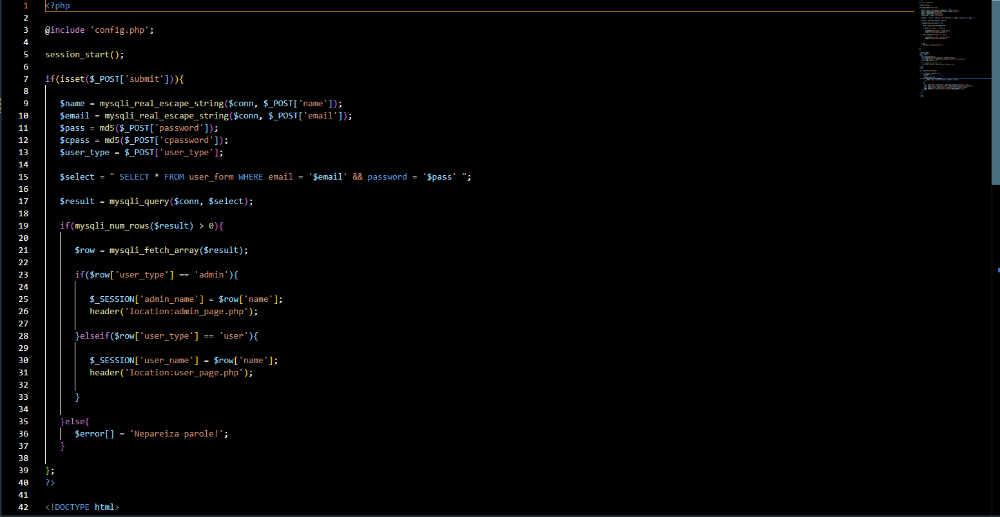 1 <?php
2
3 @include 'config.php';
4
5 session_start();
6
7 if(isset($_POST['submit'])){
8
9 $name = mysqli_real_escape_string($conn, $_POST['name']);
10 $email = mysqli_real_escape_string($conn, $_POST['email']);
11 $pass = md5($_POST['password']);
12 $cpass = md5($_POST['cpassword']);
13 $user_type = $_POST['user_type'];
14
15 $select = " SELECT * FROM user_form WHERE email = '$email' && password = '$pass' ";
16
17 $result = mysqli_query($conn, $select);
18
19 if(mysqli_num_rows($result) > 0){
20
21 $row = mysqli_fetch_array($result);
22
23 if($row['user_type'] == 'admin'){
24
25 $_SESSION['admin_name'] = $row['name'];
26 header('location:admin_page.php');
27
28 }elseif($row['user_type'] == 'user'){
29
30 $_SESSION['user_name'] = $row['name'];
31 header('location:user_page.php');
32
33 }
34
35 }else{
36 $error[] = 'Nepareiza parole!';
37 }
38
39 };
40 ?>
41
42 <!DOCTYPE html>